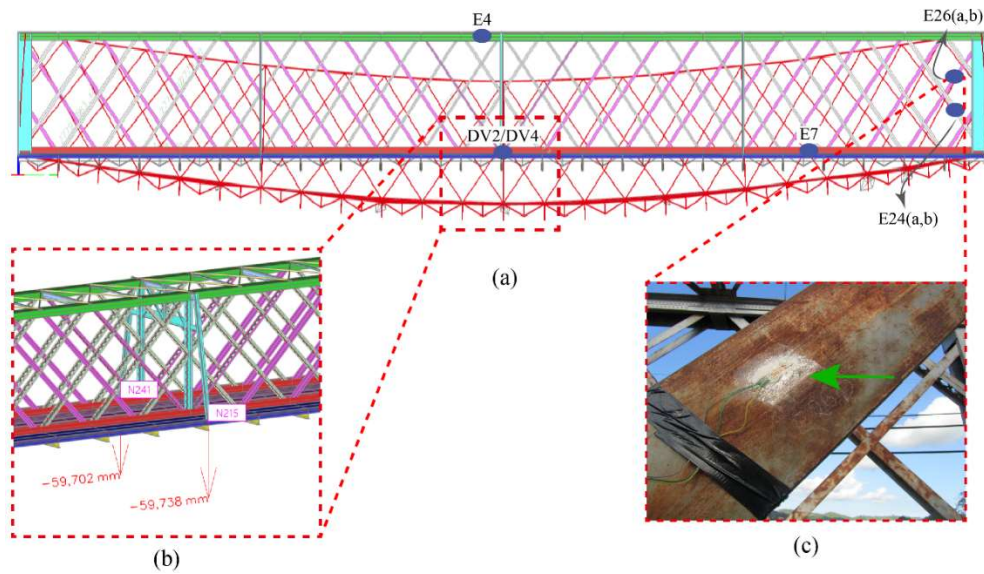 E4
E26(a,b)
DV2/DV4
E7
E24(a,b)
(a)
N241
N215
-59,702 mm
-59,738 mm
(b)
(c)